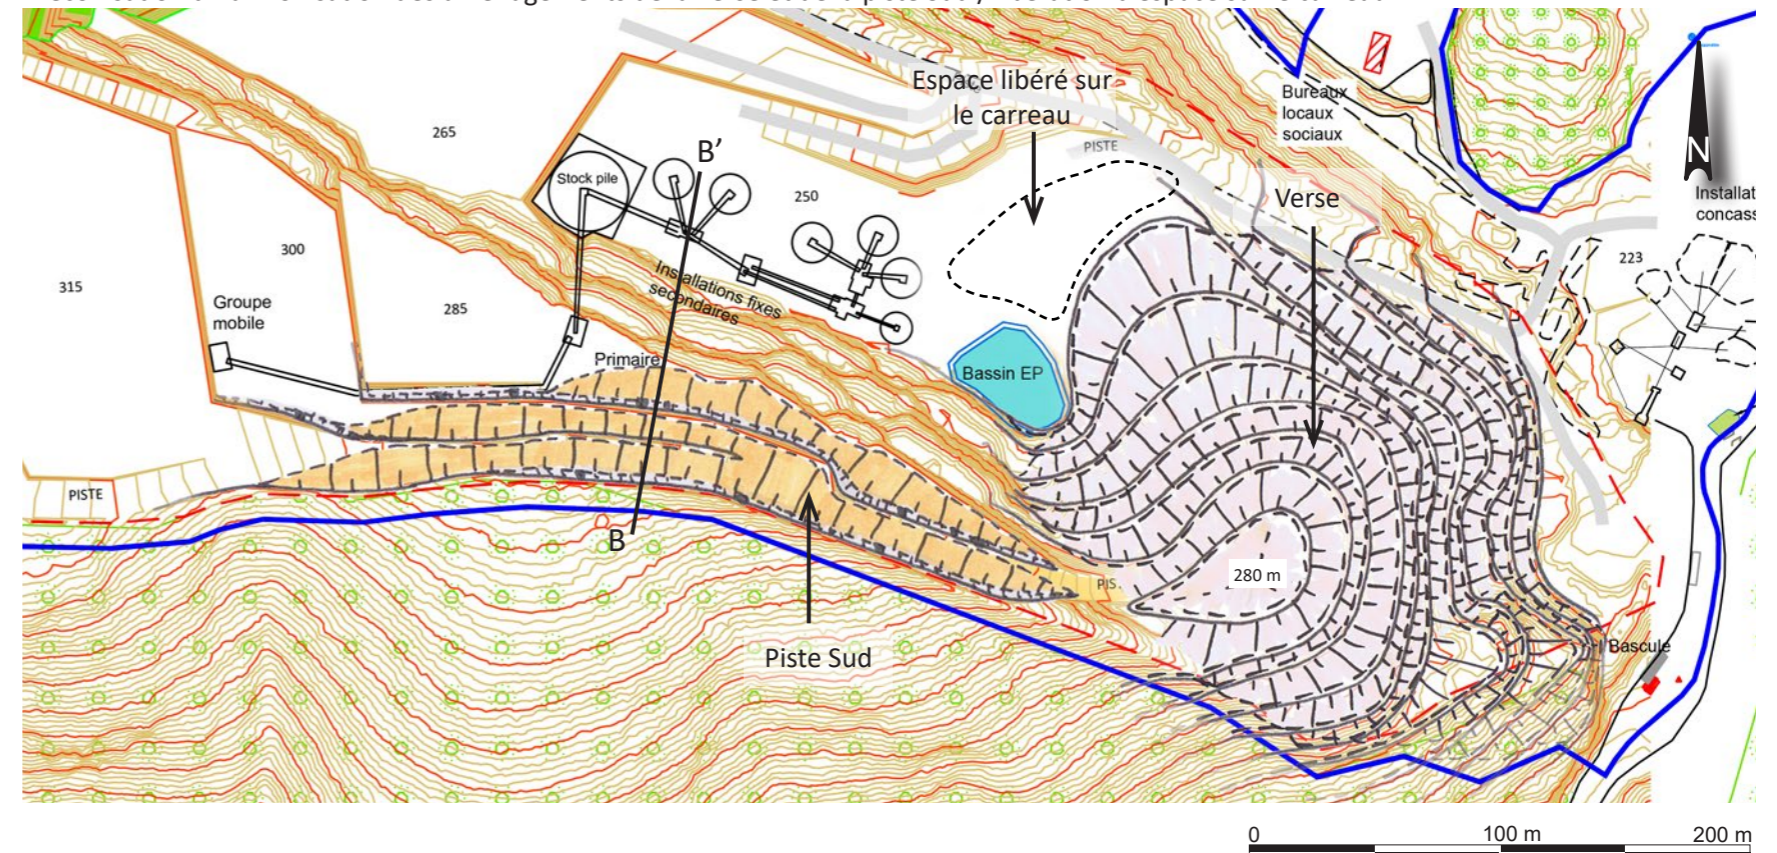 Espace libéré sur
le carreau
Bureaux
locaux
sociaux
PISTE
N
Installat
concass
265
B'
Stock pile
250
Verse
223
300
315
Groupe
mobile
285
Installations fixes
secondaires
Primaire
Bassin EP
PISTE
B
280 m
PIS.
Piste Sud
Bascule
0
100 m
200 m